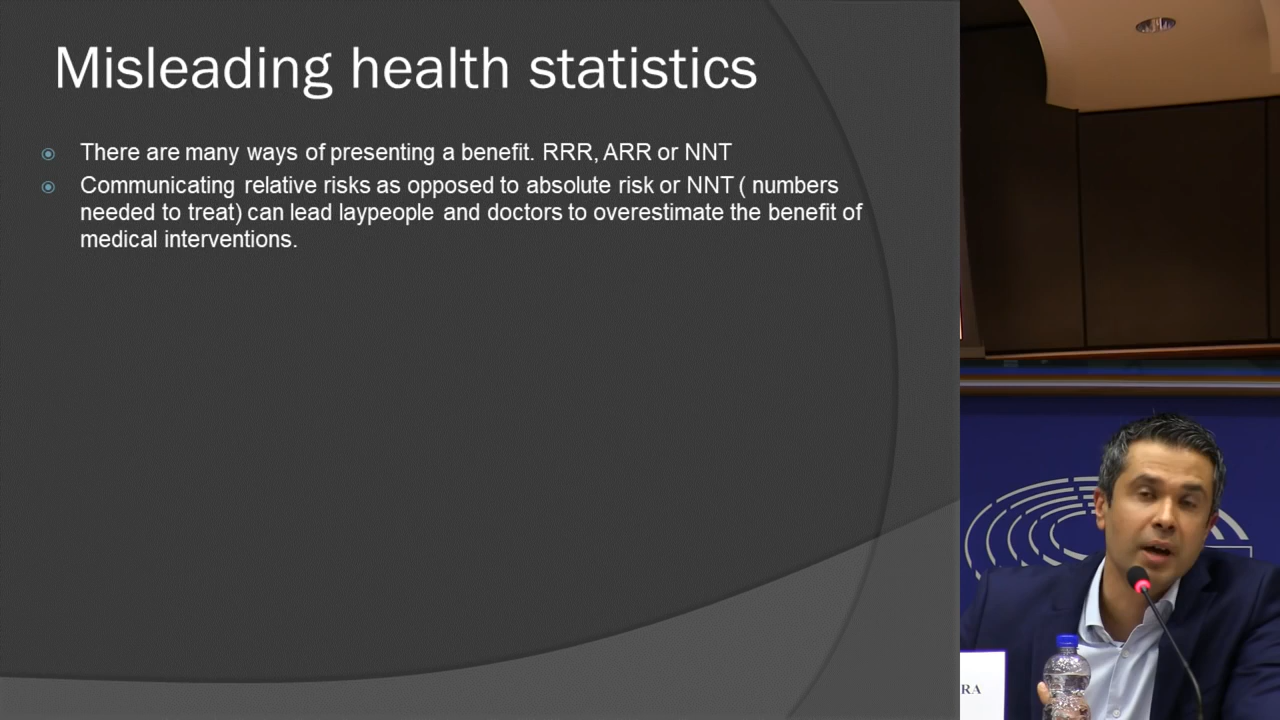 Misleading health statistics
There are many ways of presenting a benefit. RRR, ARR or NNT
Communicating relative risks as opposed to absolute risk or NNT ( numbers
needed to treat) can lead laypeople and doctors to overestimate the benefit of
medical interventions.
RA